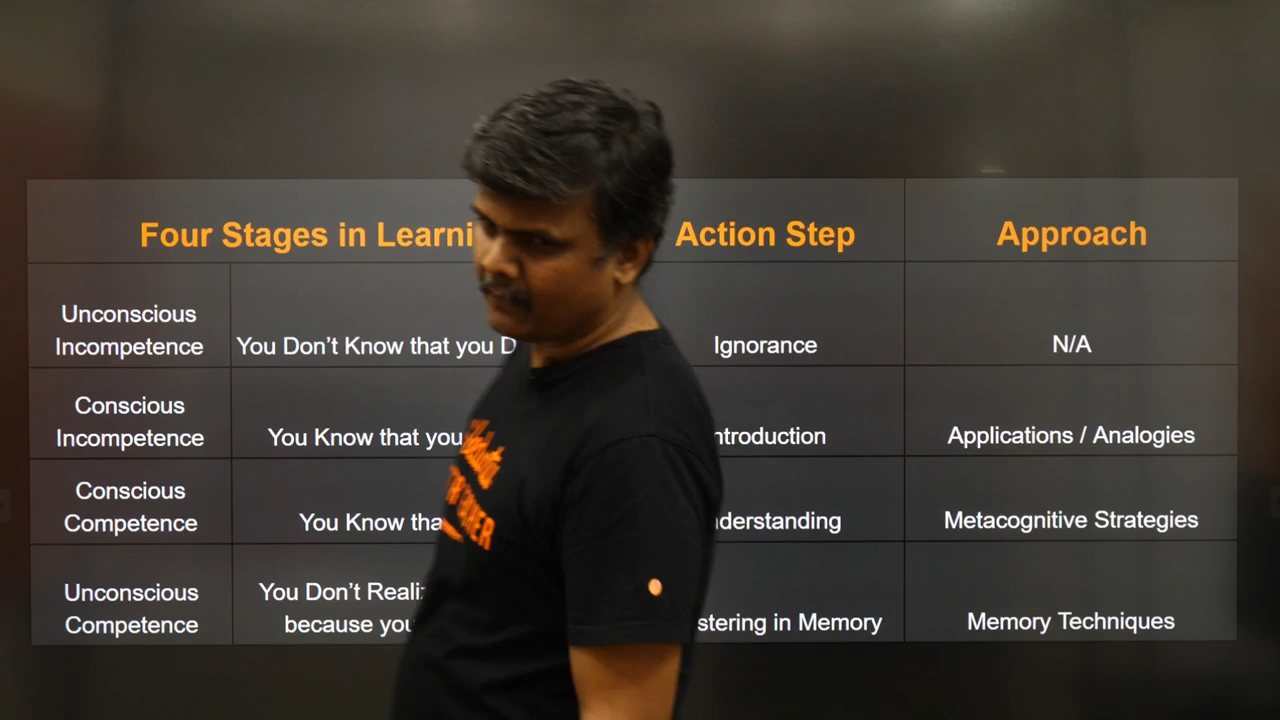 Four Stages in Learni
Action Step
Approach
Unconscious
Incompetence
You Don't Know that you D
Ignorance
N/A
Conscious
Incompetence
You Know that you
ntroduction
Applications / Analogies
Conscious
Competence
You Know tha
derstanding
Metacognitive Strategies
Unconscious
Competence
You Don't Reali
because you
stering in Memory
Memory Techniques